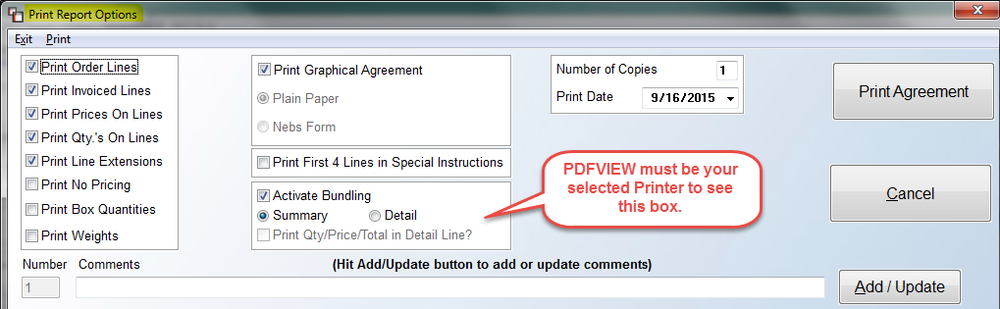 Print Report Options
Exit Print
Print Order Lines
Print Invoiced Lines
Print Prices On Lines
Print Qty.'s On Lines
Print Line Extensions
Print No Pricing
Print Box Quantities
Print Weights
Print Graphical Agreement
Plain Paper
Nebs Form
Print First 4 Lines in Special Instructions
Activate Bundling
Summary Detail
Print Qty/Price/Total in Detail Line?
Number of Copies 1
Print Date 9/16/2015
PDFVIEW must be your
selected Printer to see
this box.
Print Agreement
Cancel
Number Comments (Hit Add/Update button to add or update comments)
1
Add / Update